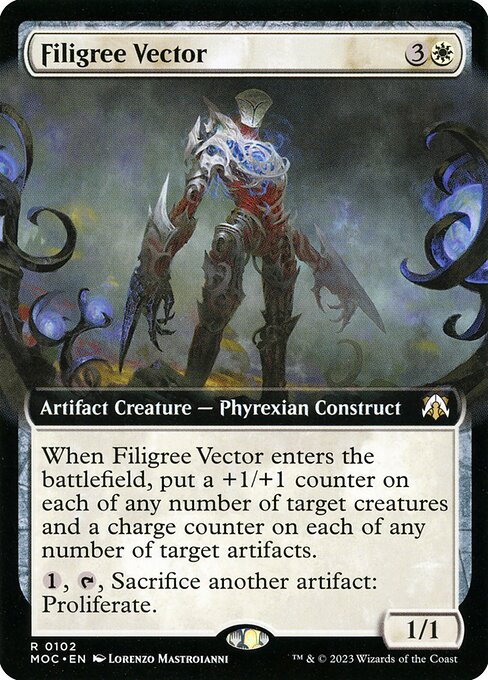 Filigree Vector 3
Artifact Creature — Phyrexian Construct
When Filigree Vector enters the
battlefield, put a +1/+1 counter on
each of any number of target creatures
and a charge counter on each of any
number of target artifacts.
1, , Sacrifice another artifact:
Proliferate.
1/1
R 0102
MOC • EN Lorenzo Mastroianni
™ & © 2023 Wizards of the Coast